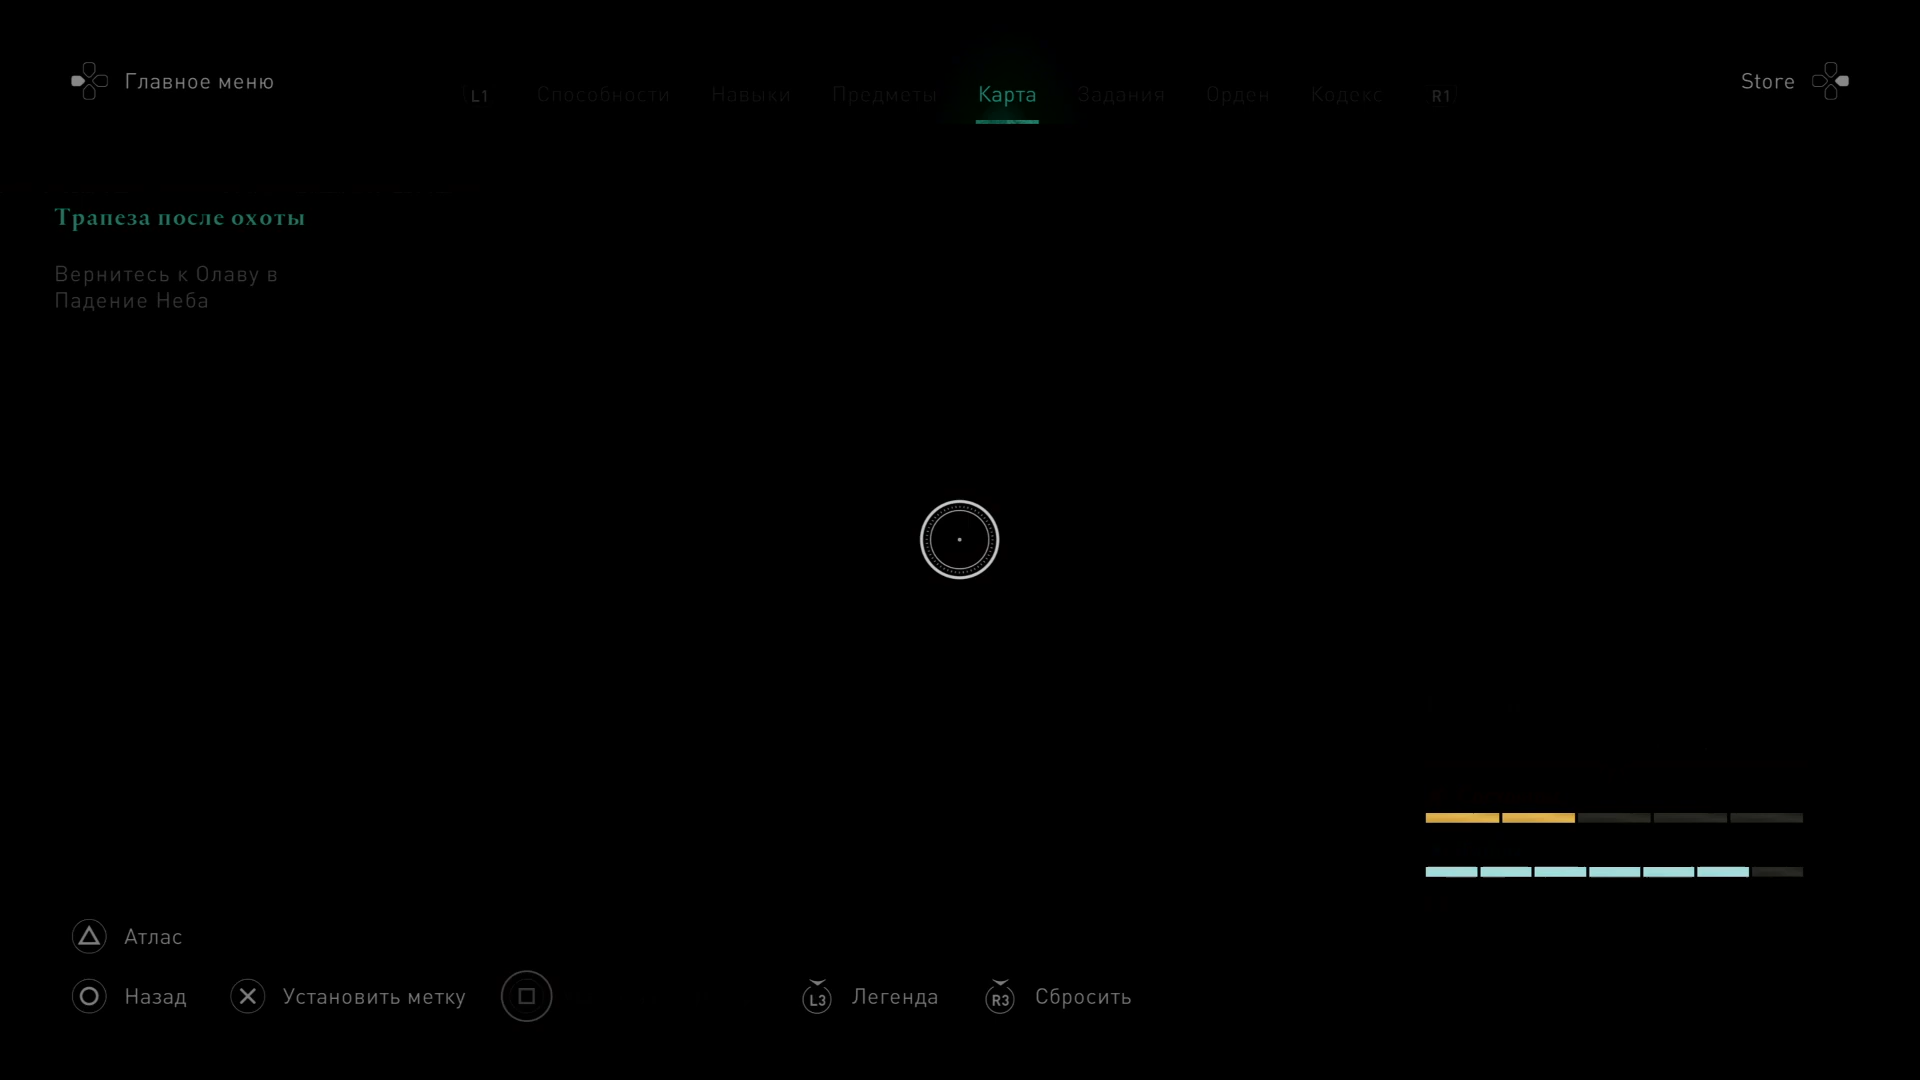 Главное меню
L1 Способности Навыки Предметы Карта Задания Орден Кодекс R1
Store
Трапеза после охоты
Вернитесь к Олаву в
Падение Неба
Атлас
Назад Установить метку L3 Легенда R3 Сбросить